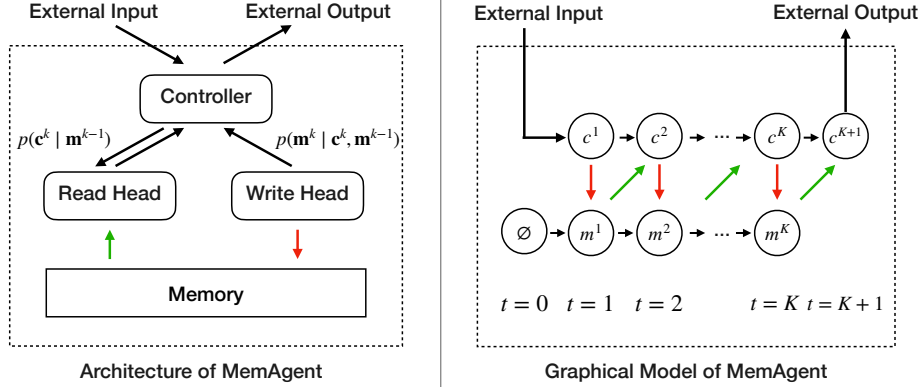 External Input
External Output
Controller
p(c^k | m^{k-1})
p(m^k | c^k, m^{k-1})
Read Head
Write Head
Memory
Architecture of MemAgent
External Input
External Output
c^1 c^2 ... c^K c^{K+1}
∅ m^1 m^2 ... m^K
t = 0 t = 1 t = 2 t = K t = K + 1
Graphical Model of MemAgent